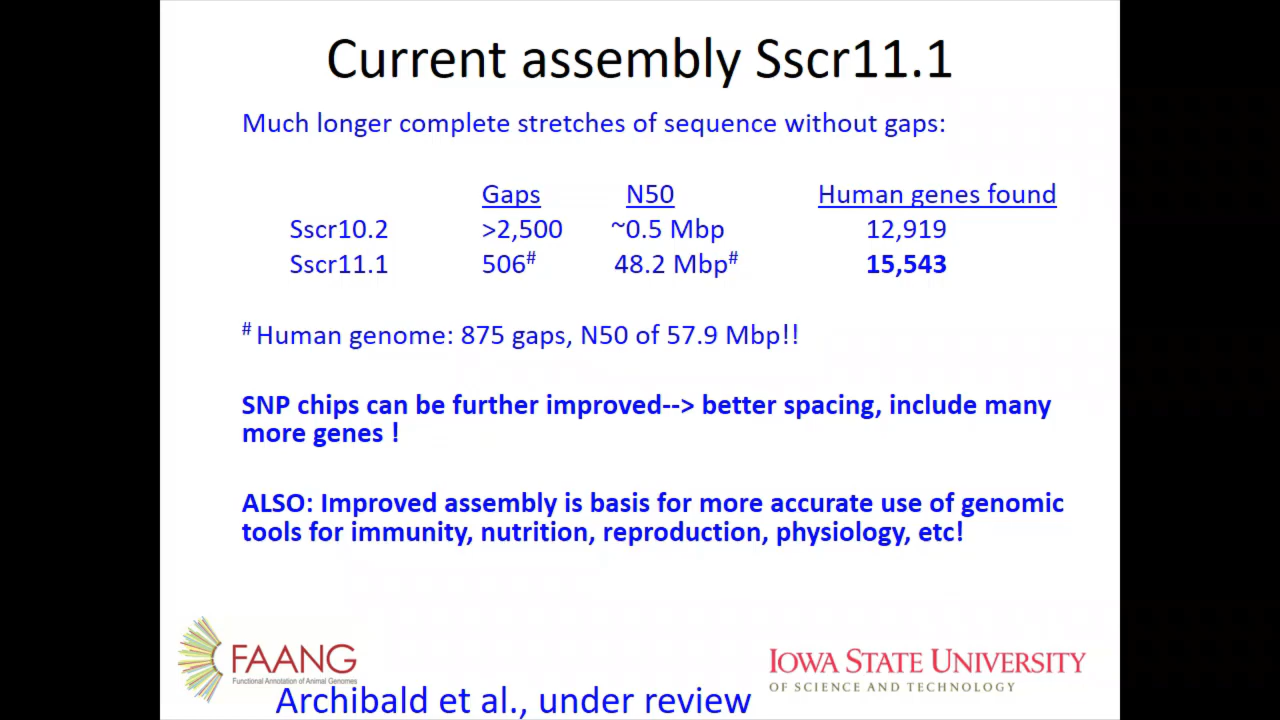 Current assembly Sscr11.1
Much longer complete stretches of sequence without gaps:
Gaps N50 Human genes found
Sscr10.2 >2,500 ~0.5 Mbp 12,919
Sscr11.1 506# 48.2 Mbp# 15,543
# Human genome: 875 gaps, N50 of 57.9 Mbp!!
SNP chips can be further improved--> better spacing, include many
more genes !
ALSO: Improved assembly is basis for more accurate use of genomic
tools for immunity, nutrition, reproduction, physiology, etc!
FAANG
Functional Annotation of Animal Genomes
IOWA STATE UNIVERSITY
OF SCIENCE AND TECHNOLOGY
Archibald et al., under review